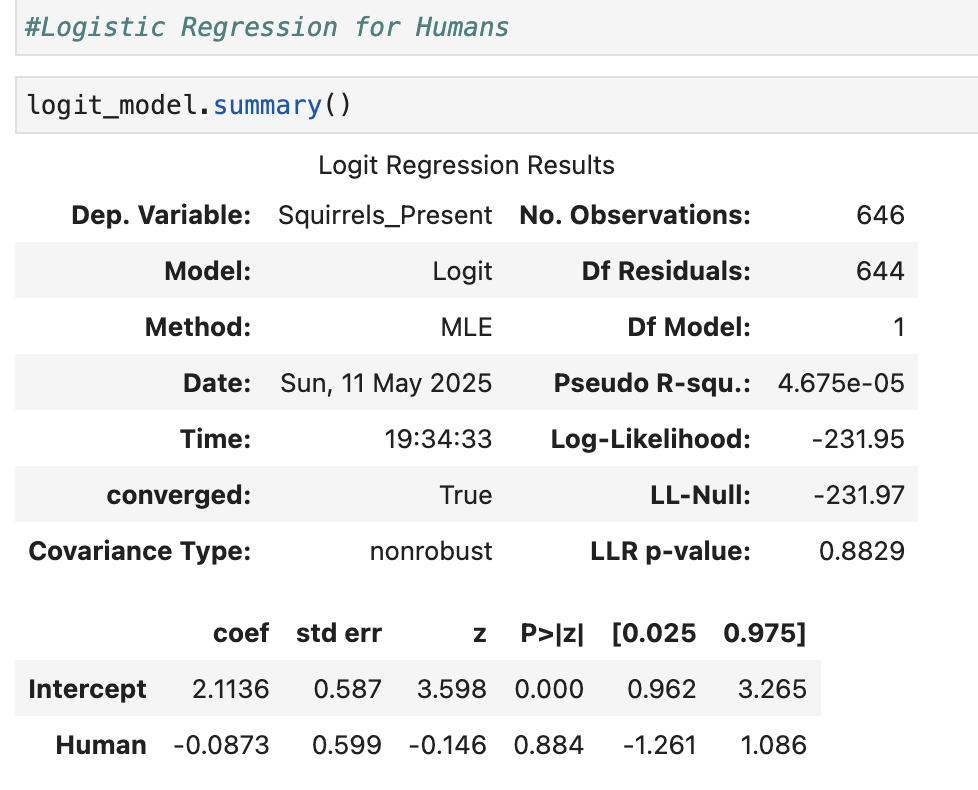 #Logistic Regression for Humans
logit_model.summary()
Logit Regression Results
Dep. Variable: Squirrels_Present No. Observations: 646
Model: Logit Df Residuals: 644
Method: MLE Df Model: 1
Date: Sun, 11 May 2025 Pseudo R-squ.: 4.675e-05
Time: 19:34:33 Log-Likelihood: -231.95
converged: True LL-Null: -231.97
Covariance Type: nonrobust LLR p-value: 0.8829
coef std err z P>|z| [0.025 0.975]
Intercept 2.1136 0.587 3.598 0.000 0.962 3.265
Human -0.0873 0.599 -0.146 0.884 -1.261 1.086